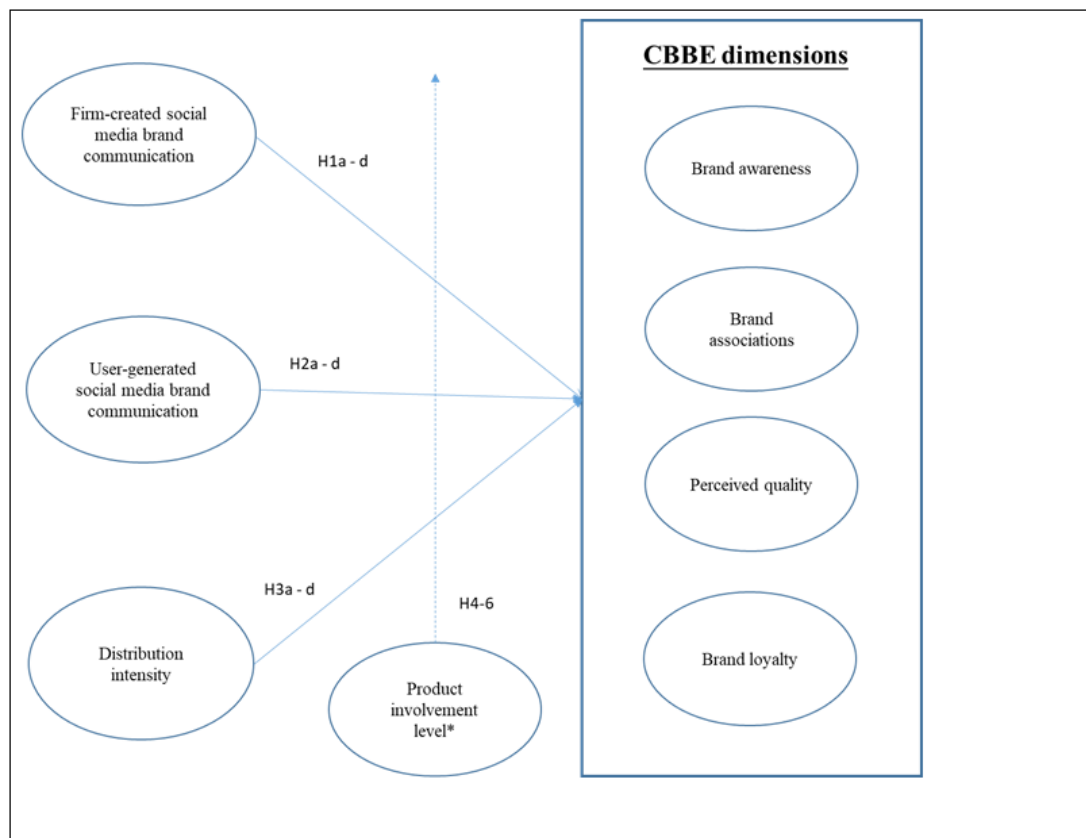 CBBE dimensions
Firm-created social
media brand
communication
H1a - d
Brand awareness
Brand
associations
User-generated
social media brand
communication
H2a - d
Perceived quality
H3a - d
H4-6
Distribution
intensity
Product
involvement
level*
Brand loyalty